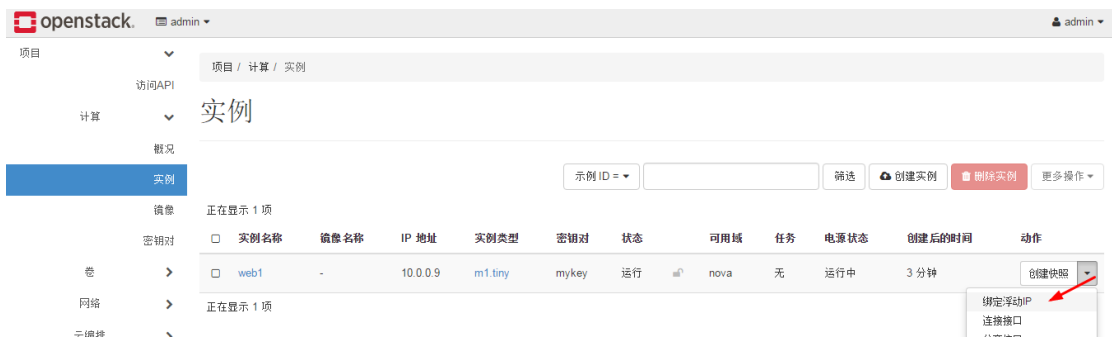 openstack. admin admin
项目
项目 / 计算 / 实例
访问API
计算
实例
概况
实例
示例 ID = 筛选 创建实例 删除实例 更多操作
镜像
正在显示 1 项
密钥对
实例名称 镜像名称 IP 地址 实例类型 密钥对 状态 可用域 任务 电源状态 创建后的时间 动作
卷
web1 - 10.0.0.9 m1.tiny mykey 运行 nova 无 运行中 3 分钟 创建快照
网络
正在显示 1 项
绑定浮动IP
连接接口